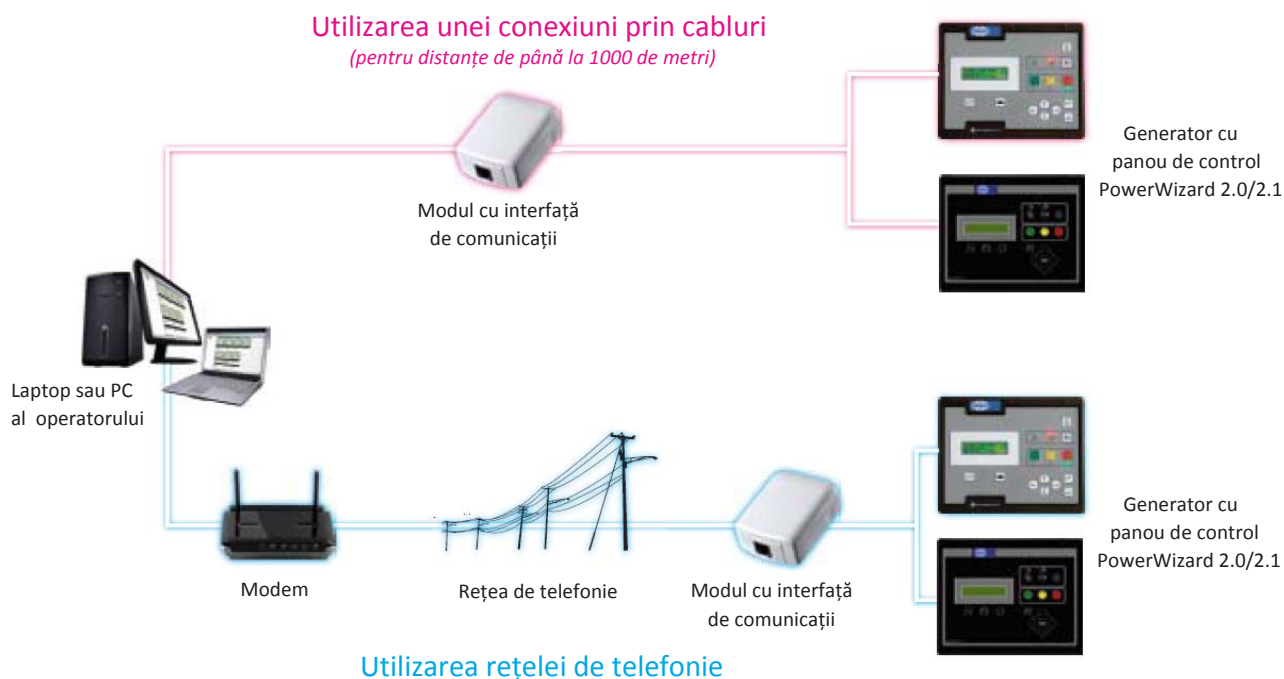 Utilizarea unei conexiuni prin cabluri
(pentru distanțe de până la 1000 de metri)
Modul cu interfață
de comunicații
Generator cu
panou de control
PowerWizard 2.0/2.1
Laptop sau PC
al operatorului
Modem
Rețea de telefonie
Modul cu interfață
de comunicații
Generator cu
panou de control
PowerWizard 2.0/2.1
Utilizarea rețelei de telefonie